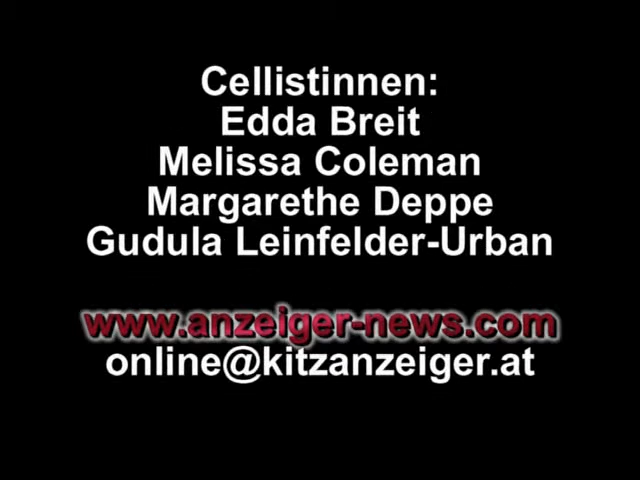 Cellistinnen:
Edda Breit
Melissa Coleman
Margarethe Deppe
Gudula Leinfelder-Urban
www.anzeiger-news.com
online@kitzanzeiger.at